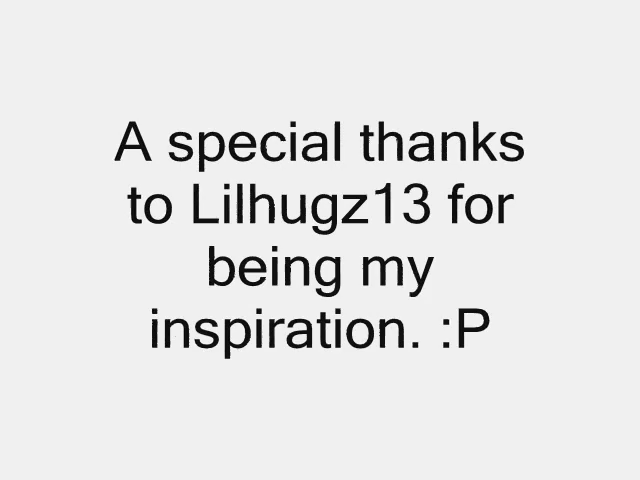 A special thanks
to Lilhugz13 for
being my
inspiration. :P